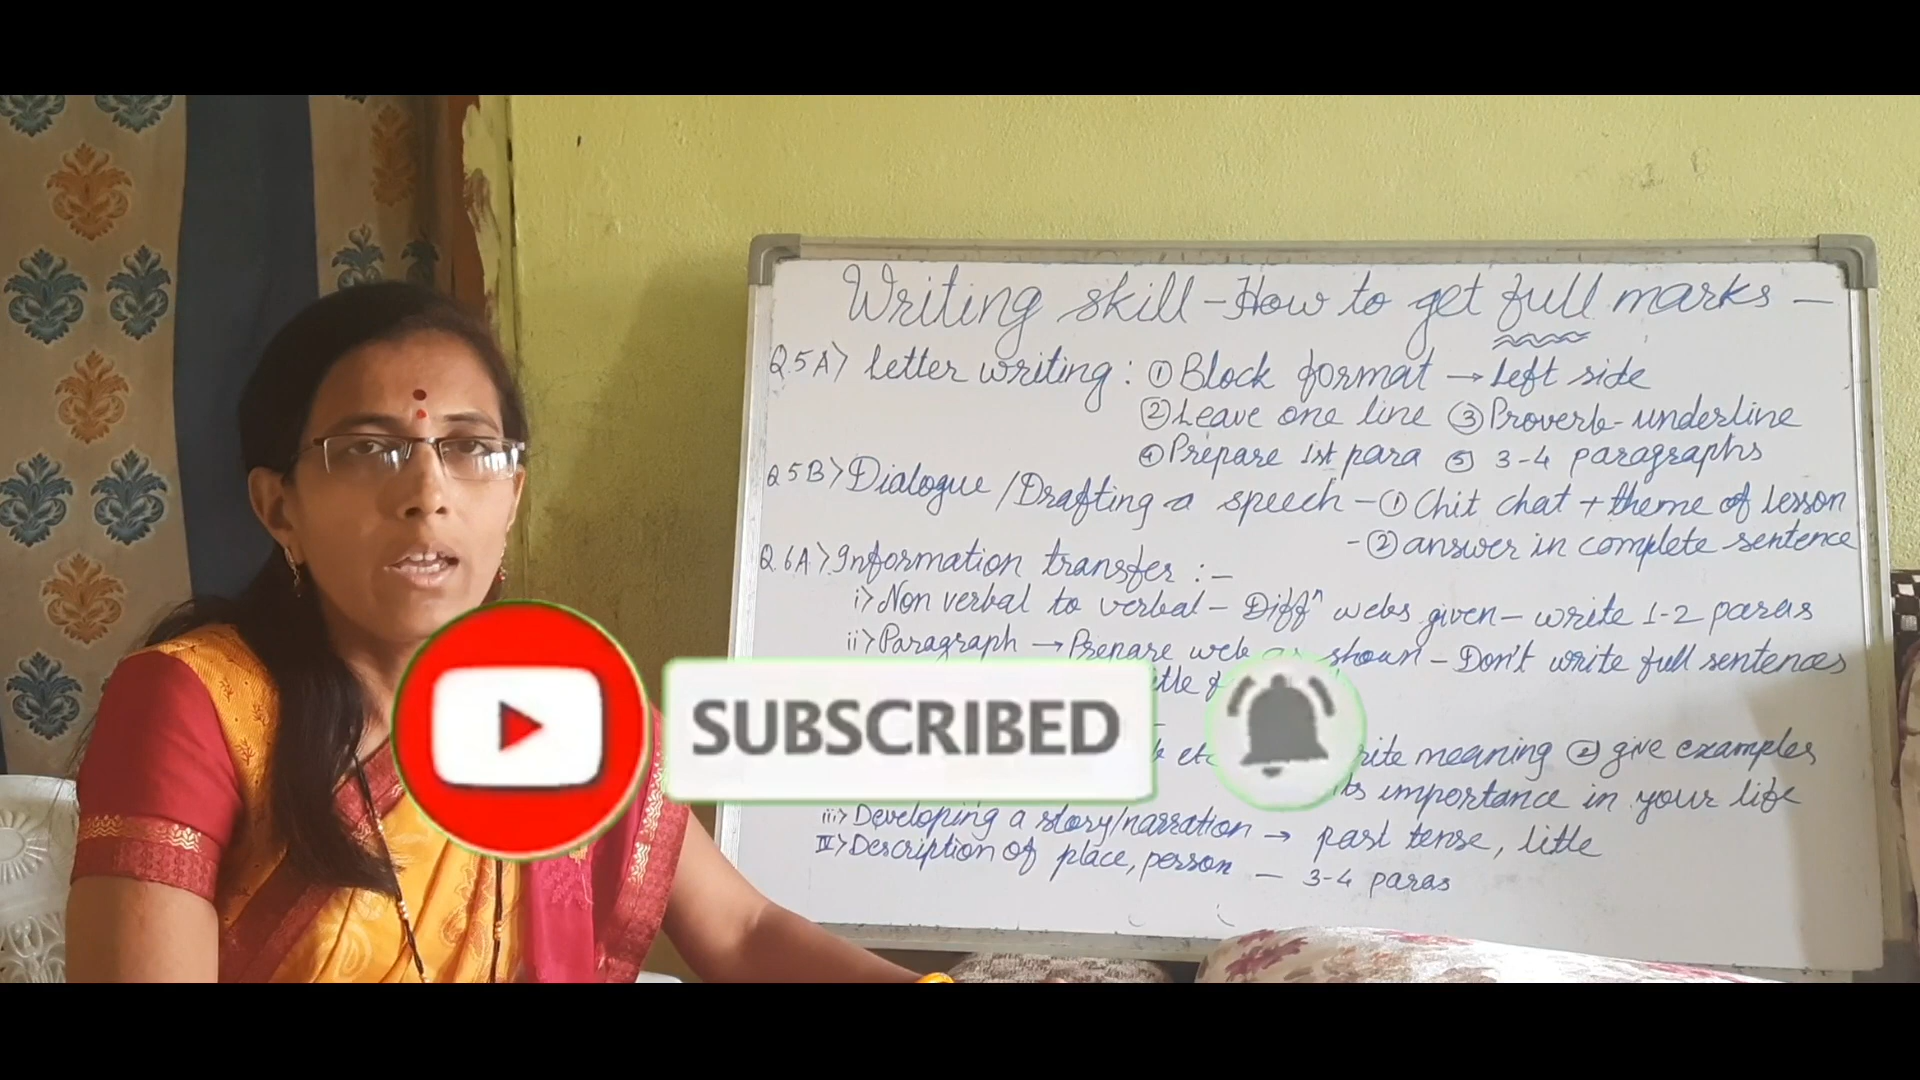 Writing skill - How to get full marks -
Q.5A> Letter writing : ① Block format → Left side
② Leave one line ③ Proverb - underline
④ Prepare 1st para ⑤ 3-4 paragraphs
Q5B> Dialogue / Drafting a speech - ① Chit chat + theme of Lesson
- ② answer in complete sentence
Q.6A> Information transfer :-
i> Non verbal to verbal - Diffⁿ webs given - write 1-2 paras
ii> Paragraph → Prepare web as shown - Don't write full sentences
SUBSCRIBED
etc meaning ② give examples
its importance in your life
iii> Developing a story/narration → past tense, little
IV> Description of place, person - 3-4 paras